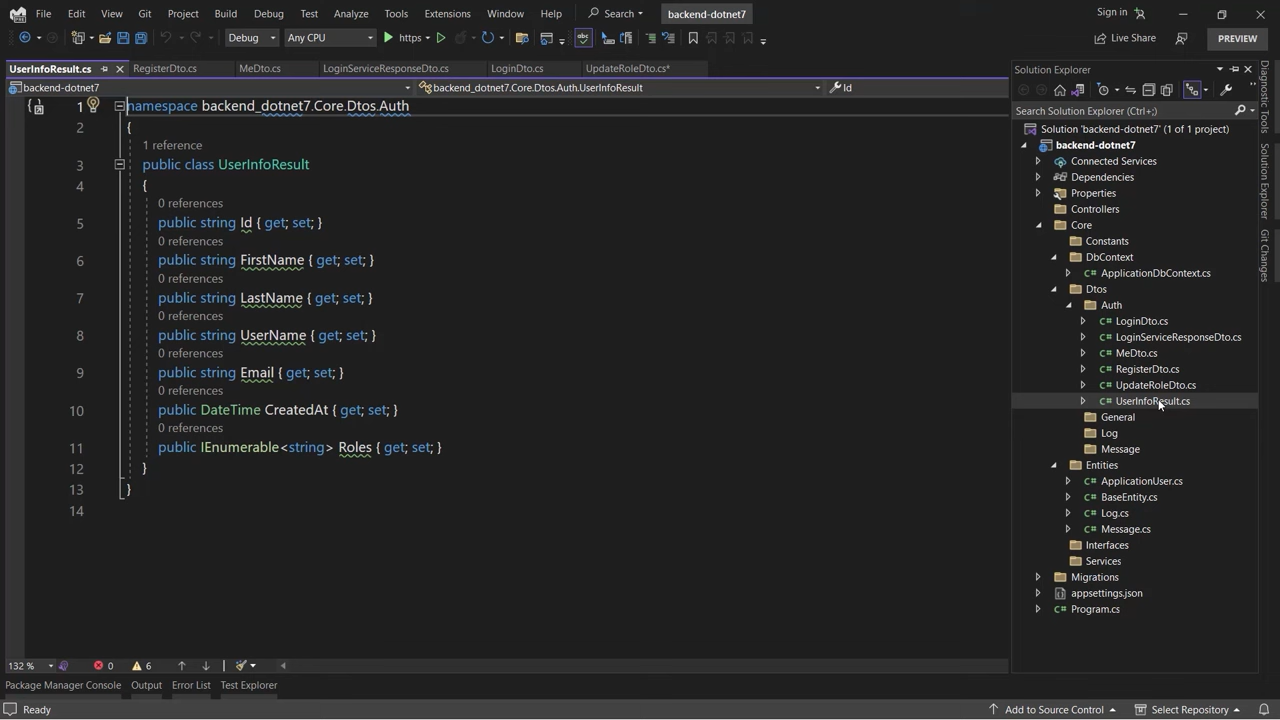 File Edit View Git Project Build Debug Test Analyze Tools Extensions Window Help Search backend-dotnet7 Sign in
Debug Any CPU https Live Share PREVIEW
UserInfoResult.cs RegisterDto.cs MeDto.cs LoginServiceResponseDto.cs LoginDto.cs UpdateRoleDto.cs*
backend-dotnet7 backend_dotnet7.Core.Dtos.Auth.UserInfoResult Id
1 namespace backend_dotnet7.Core.Dtos.Auth
2 {
1 reference
3 public class UserInfoResult
4 {
0 references
5 public string Id { get; set; }
0 references
6 public string FirstName { get; set; }
0 references
7 public string LastName { get; set; }
0 references
8 public string UserName { get; set; }
0 references
9 public string Email { get; set; }
0 references
10 public DateTime CreatedAt { get; set; }
0 references
11 public IEnumerable<string> Roles { get; set; }
12 }
13 }
14
132 % 0 6
Package Manager Console Output Error List Test Explorer
Ready Add to Source Control Select Repository
Solution Explorer
Search Solution Explorer (Ctrl+;)
Solution 'backend-dotnet7' (1 of 1 project)
backend-dotnet7
Connected Services
Dependencies
Properties
Controllers
Core
Constants
DbContext
ApplicationDbContext.cs
Dtos
Auth
LoginDto.cs
LoginServiceResponseDto.cs
MeDto.cs
RegisterDto.cs
UpdateRoleDto.cs
UserInfoResult.cs
General
Log
Message
Entities
ApplicationUser.cs
BaseEntity.cs
Log.cs
Message.cs
Interfaces
Services
Migrations
appsettings.json
Program.cs
Diagnostic Tools
Solution Explorer
Git Changes